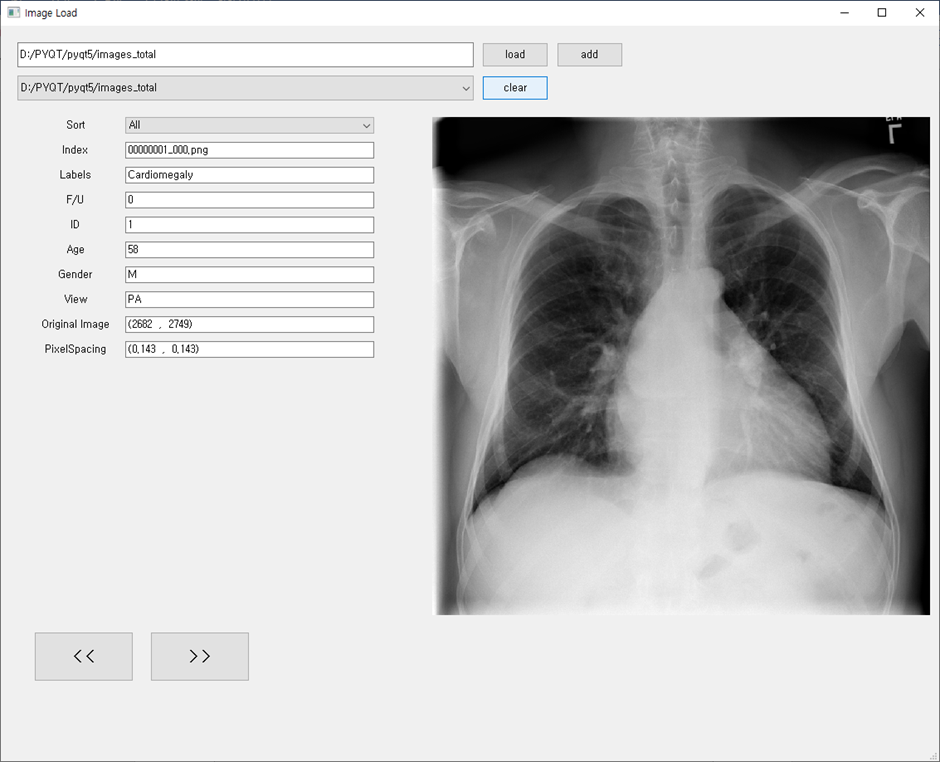 Image Load
D:/PYQT/pyqt5/images_total
load
add
D:/PYQT/pyqt5/images_total
clear
Sort All
Index 00000001_000.png
Labels Cardiomegaly
F/U 0
ID 1
Age 58
Gender M
View PA
Original Image (2682 , 2749)
PixelSpacing (0.143 , 0.143)
L
<< >>